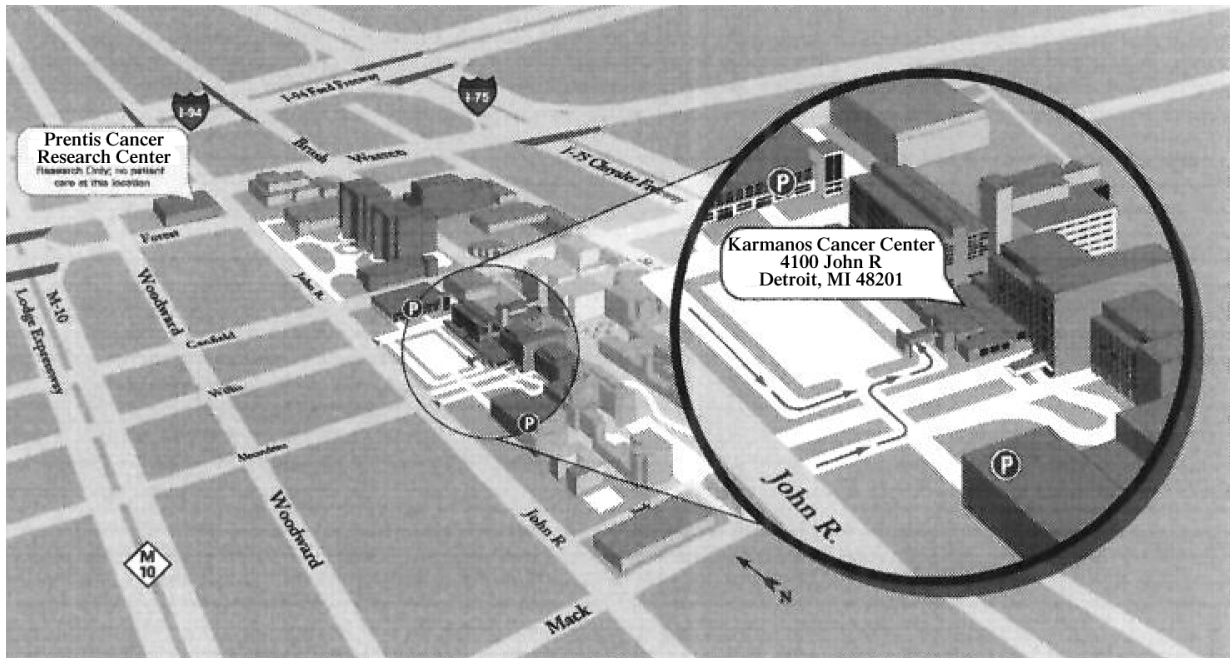 I-94
I-94 Ford Freeway
I-75
Prentis Cancer
Research Center
Research Only; no patient
care at this location
Brush
Warren
I-75 Chrysler Fwy
P
Karmanos Cancer Center
4100 John R
Detroit, MI 48201
Forest
John R.
Woodward
M-10
Lodge Expressway
Canfield
P
Willis
P
P
Woodward
John R
John R.
M
10
Mack
N